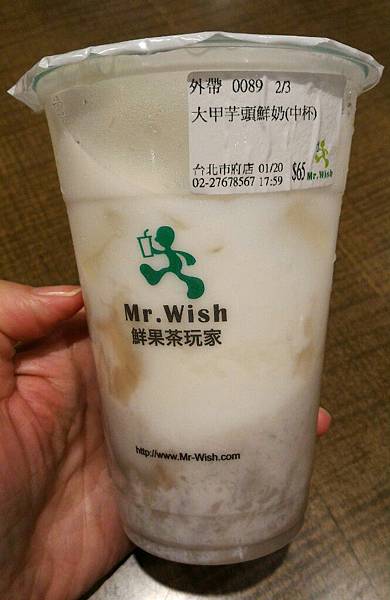 外帶 0089 2/3
大甲芋頭鮮奶(中杯)
台北市府店 01/20 $65
02-27678567 17:59 Mr.Wish
Mr.Wish
鮮果茶玩家
http://www.Mr-Wish.com